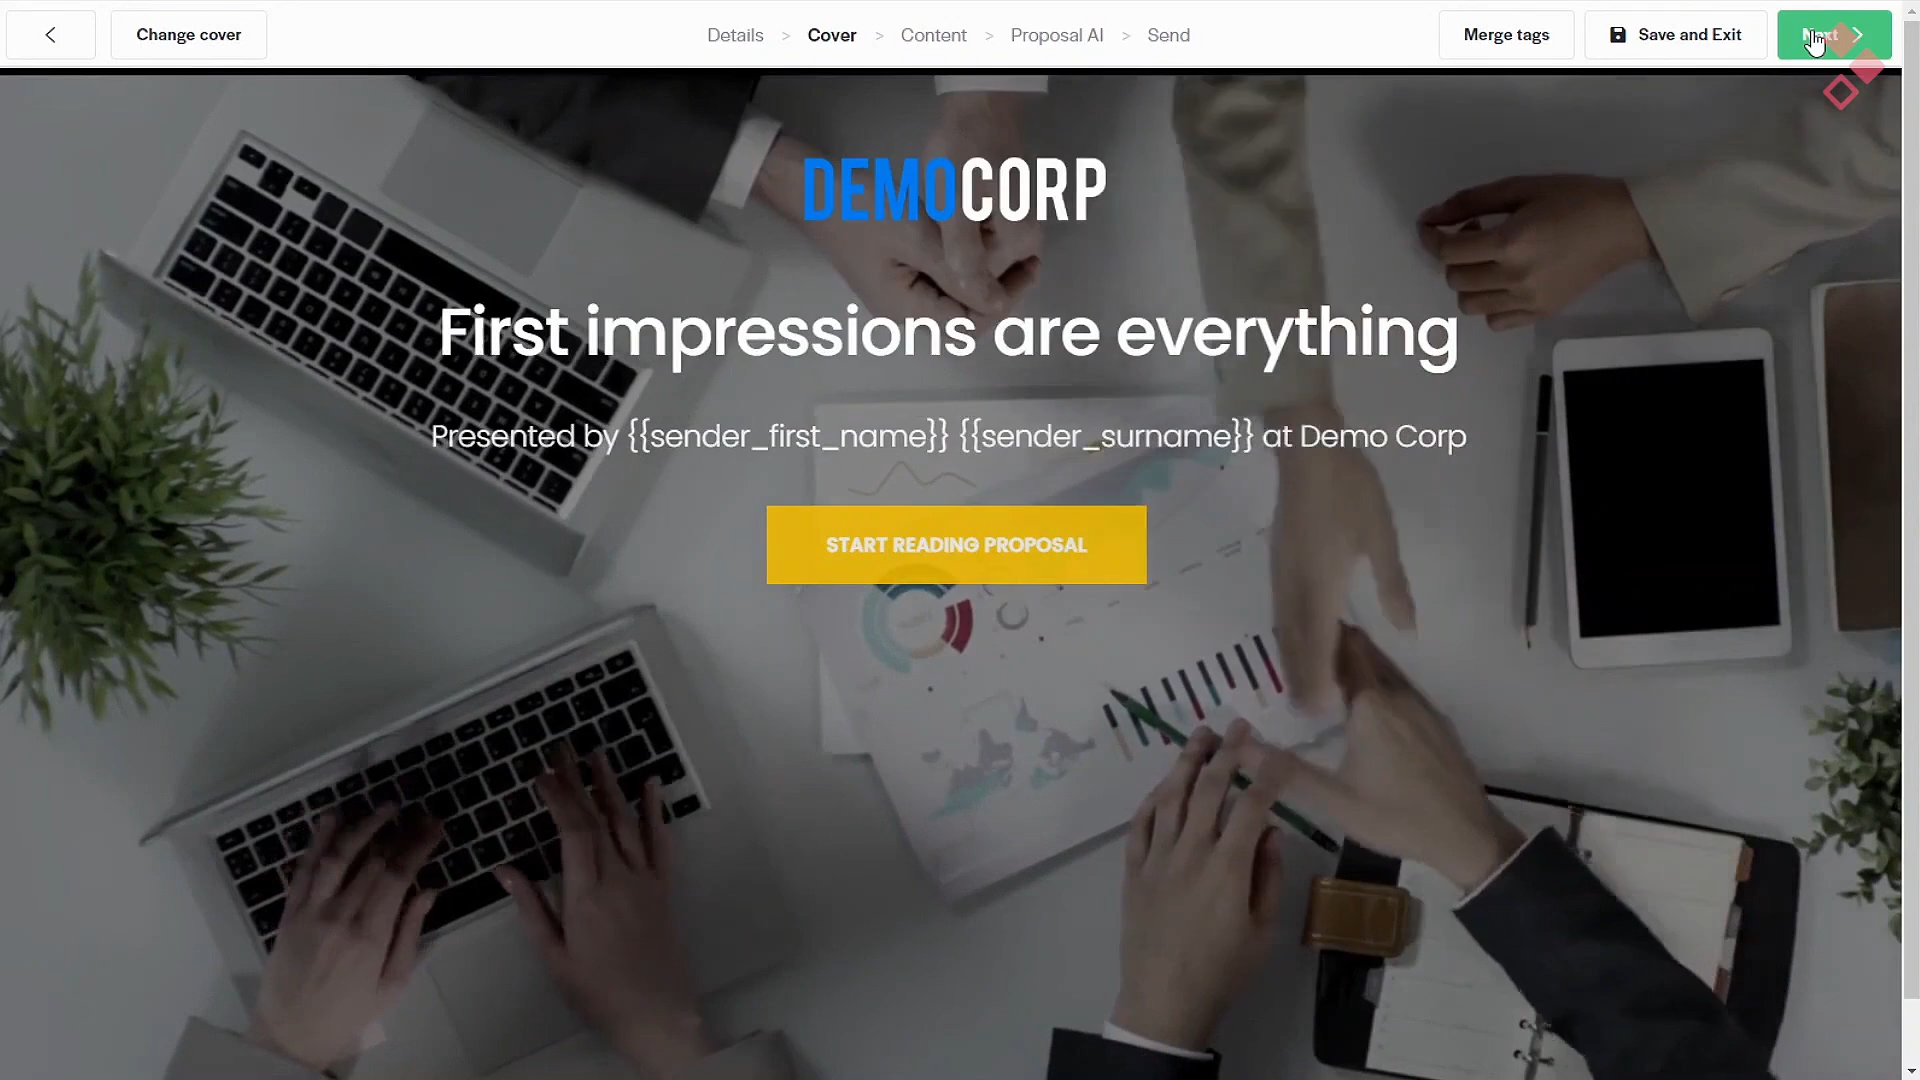 Change cover
Details > Cover > Content > Proposal AI > Send
Merge tags
Save and Exit
Next
DEMOCORP
First impressions are everything
Presented by {{sender_first_name}} {{sender_surname}} at Demo Corp
START READING PROPOSAL